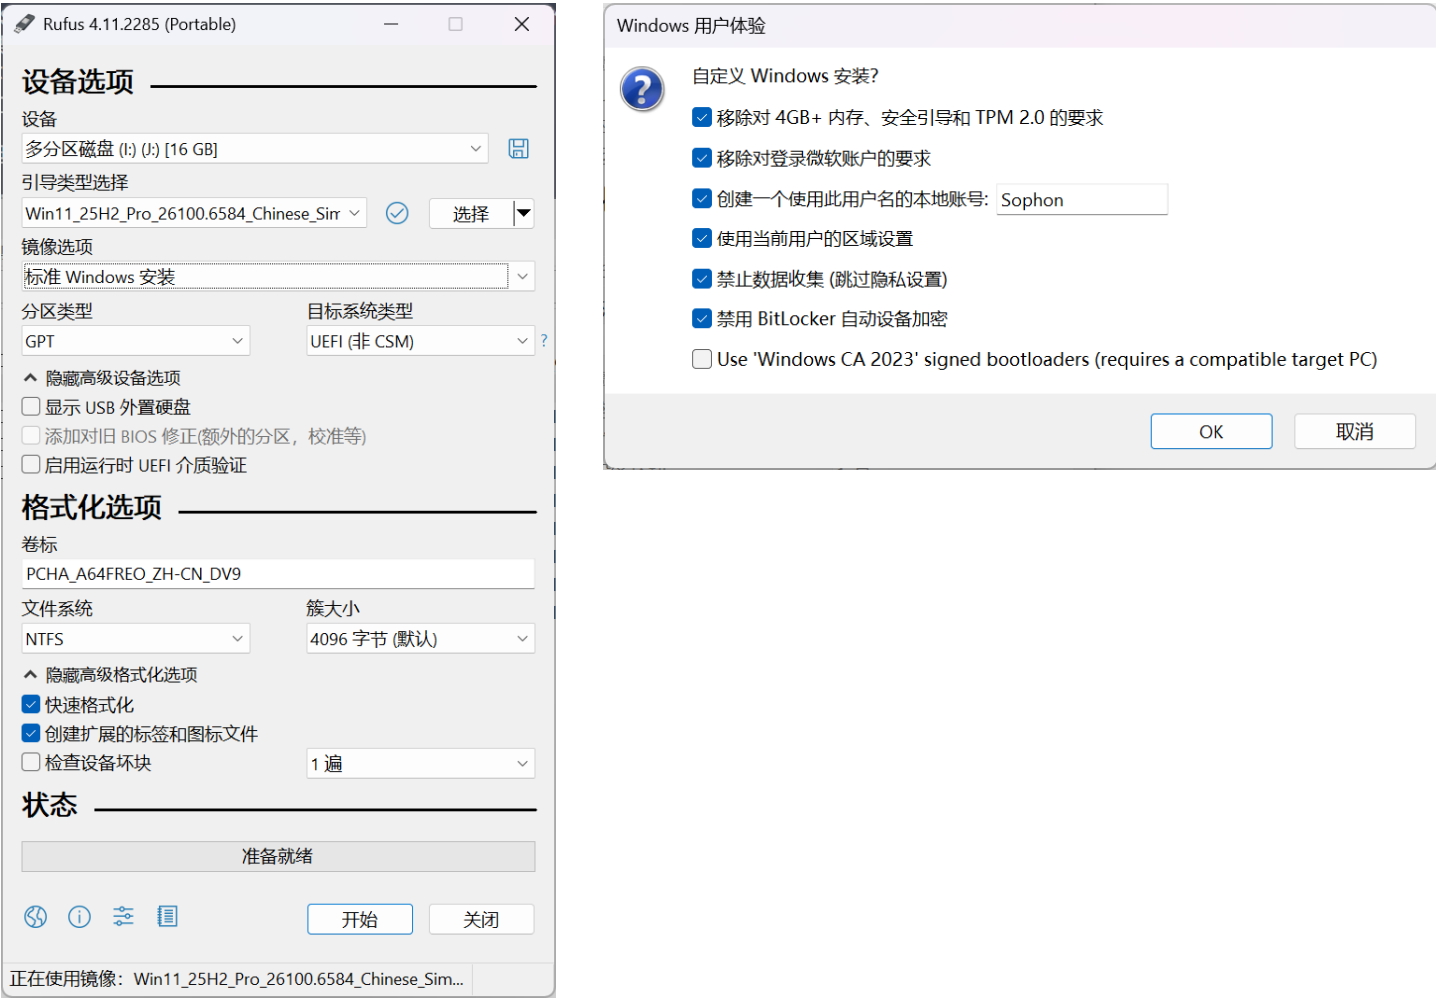 Rufus 4.11.2285 (Portable)
设备选项
设备
多分区磁盘 (I:) (J:) [16 GB]
引导类型选择
Win11_25H2_Pro_26100.6584_Chinese_Sim
选择
镜像选项
标准 Windows 安装
分区类型
目标系统类型
GPT
UEFI (非 CSM)
?
隐藏高级设备选项
显示 USB 外置硬盘
添加对旧 BIOS 修正(额外的分区，校准等)
启用运行时 UEFI 介质验证
格式化选项
卷标
PCHA_A64FREO_ZH-CN_DV9
文件系统
簇大小
NTFS
4096 字节 (默认)
隐藏高级格式化选项
快速格式化
创建扩展的标签和图标文件
检查设备坏块
1 遍
状态
准备就绪
开始
关闭
正在使用镜像：Win11_25H2_Pro_26100.6584_Chinese_Sim...
Windows 用户体验
自定义 Windows 安装?
移除对 4GB+ 内存、安全引导和 TPM 2.0 的要求
移除对登录微软账户的要求
创建一个使用此用户名的本地账号: Sophon
使用当前用户的区域设置
禁止数据收集 (跳过隐私设置)
禁用 BitLocker 自动设备加密
Use 'Windows CA 2023' signed bootloaders (requires a compatible target PC)
OK
取消